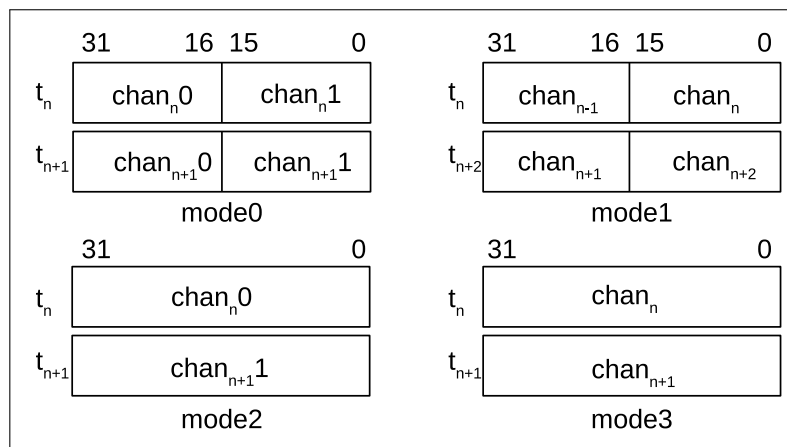 31 16 15 0
tₙ chanₙ0 chanₙ1
tₙ₊₁ chanₙ₊₁0 chanₙ₊₁1
mode0
31 16 15 0
tₙ chanₙ₋₁ chanₙ
tₙ₊₂ chanₙ₊₁ chanₙ₊₂
mode1
31 0
tₙ chanₙ0
tₙ₊₁ chanₙ₊₁1
mode2
31 0
tₙ chanₙ
tₙ₊₁ chanₙ₊₁
mode3